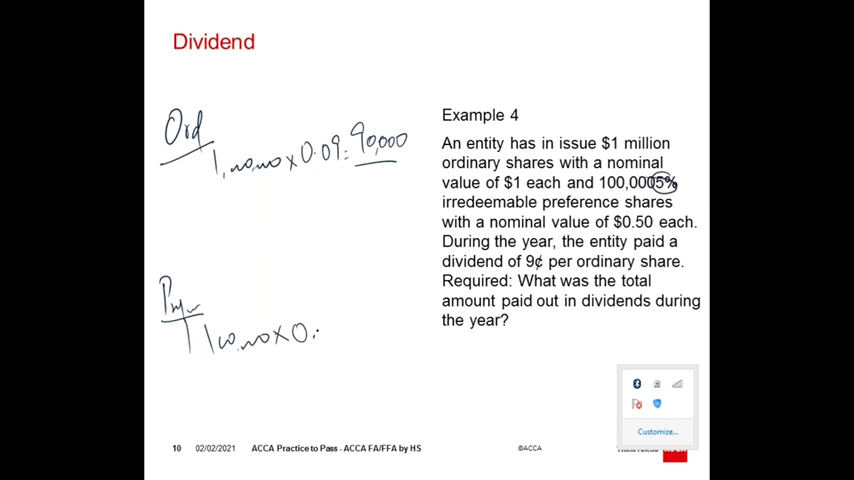 Dividend
Ord
1,000,000 x 0.09 = 90,000
Example 4
An entity has in issue $1 million
ordinary shares with a nominal
value of $1 each and 100,0005%
irredeemable preference shares
with a nominal value of $0.50 each.
During the year, the entity paid a
dividend of 9¢ per ordinary share.
Required: What was the total
amount paid out in dividends during
the year?
100,000 x 0.
Customize...
10 02/02/2021 ACCA Practice to Pass - ACCA FA/FFA by HS ©ACCA